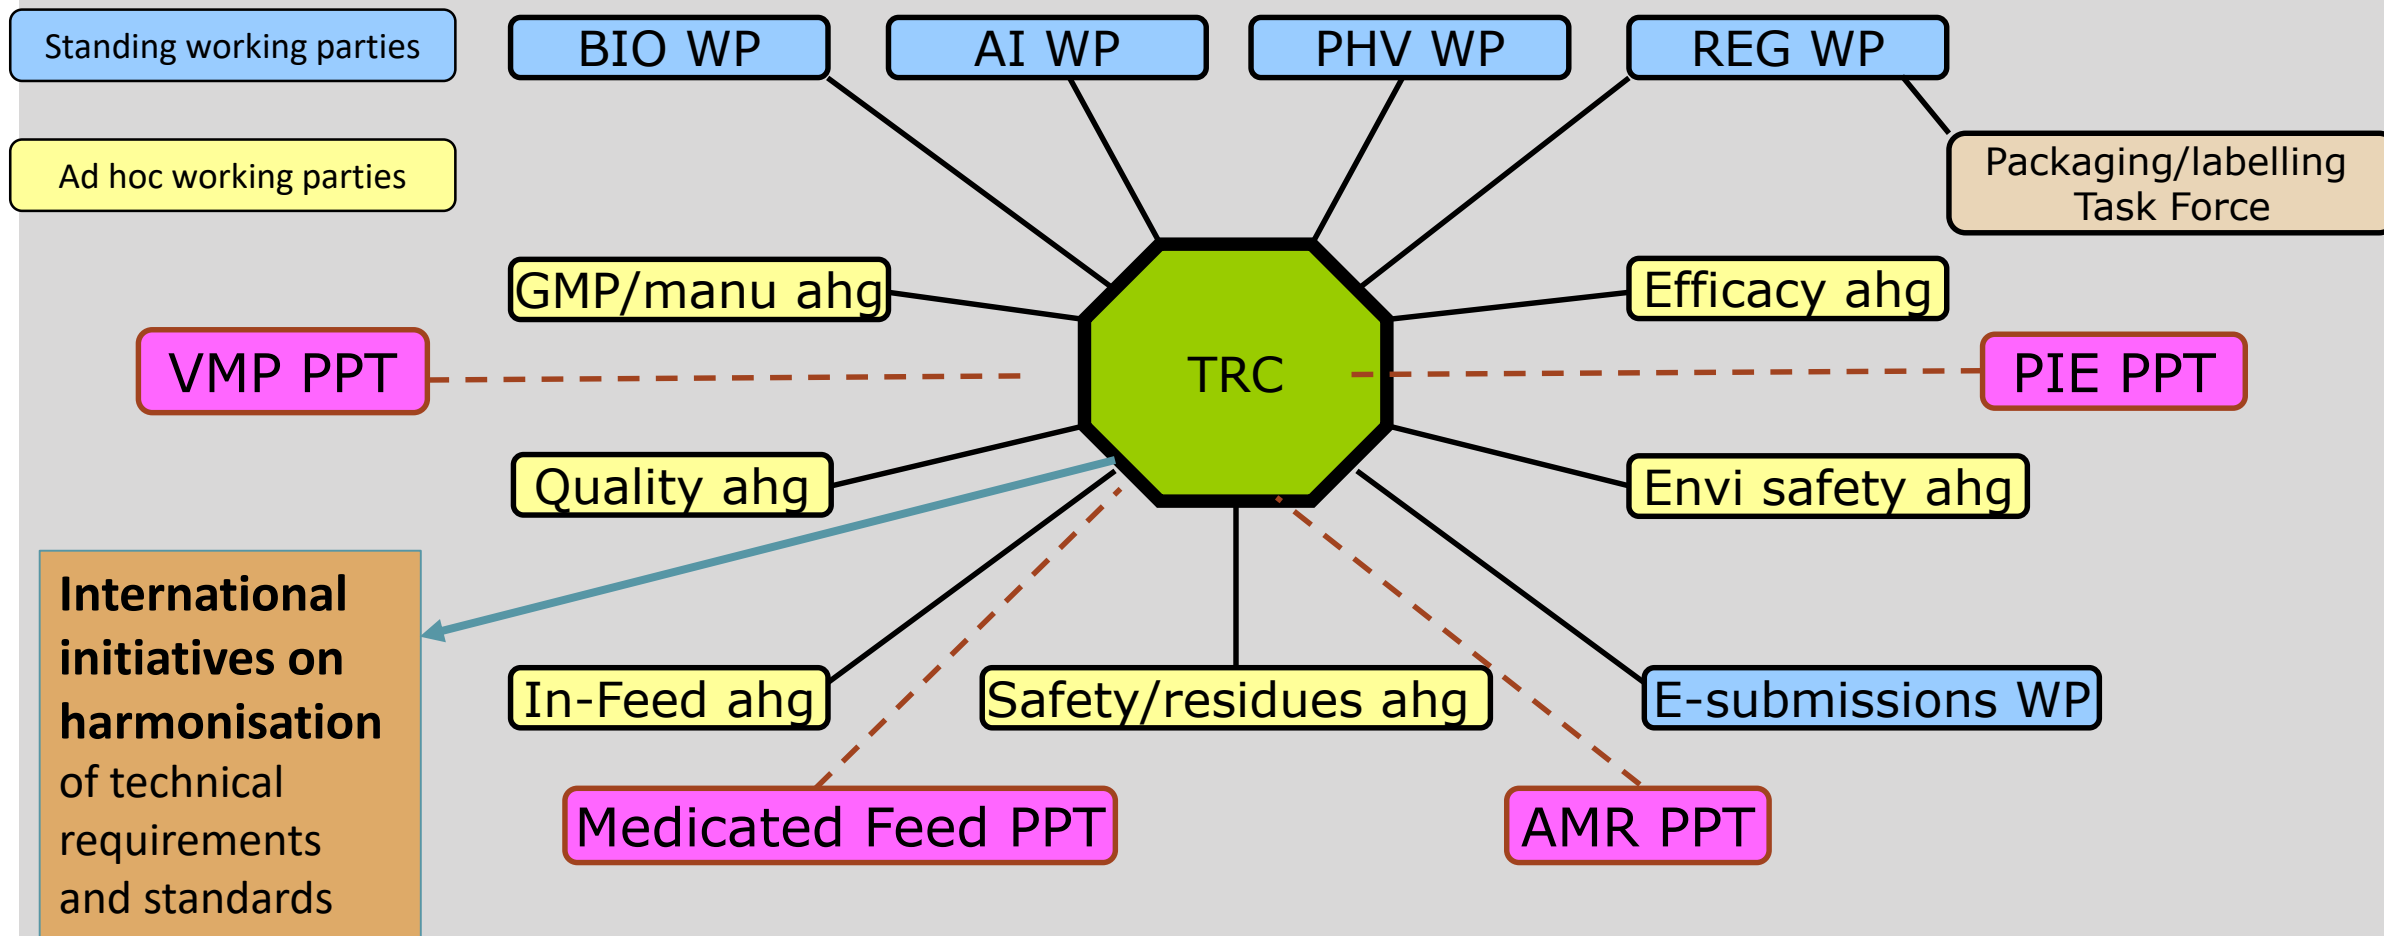 Standing working parties
BIO WP
AI WP
PHV WP
REG WP
Ad hoc working parties
Packaging/labelling
Task Force
GMP/manu ahg
Efficacy ahg
VMP PPT
TRC
PIE PPT
Quality ahg
Envi safety ahg
International
initiatives on
harmonisation
of technical
requirements
and standards
In-Feed ahg
Safety/residues ahg
E-submissions WP
Medicated Feed PPT
AMR PPT